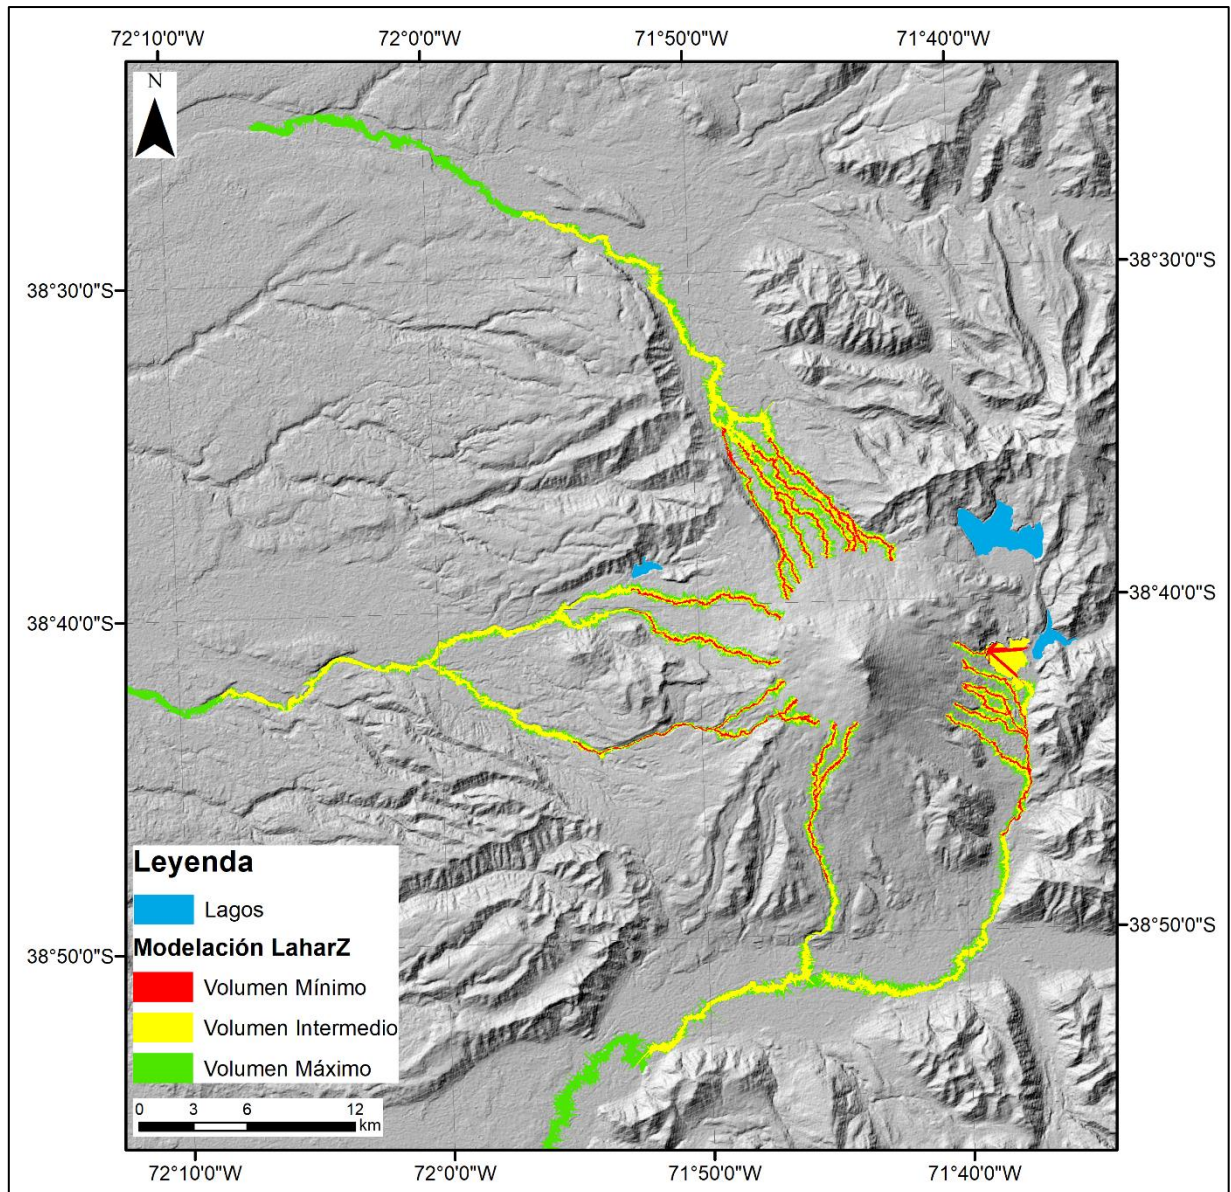 72°10'0"W 72°0'0"W 71°50'0"W 71°40'0"W
N
38°30'0"S
38°30'0"S
38°40'0"S
38°40'0"S
38°50'0"S
38°50'0"S
Leyenda
Lagos
Modelación LaharZ
Volumen Mínimo
Volumen Intermedio
Volumen Máximo
0 3 6 12
km
72°10'0"W 72°0'0"W 71°50'0"W 71°40'0"W